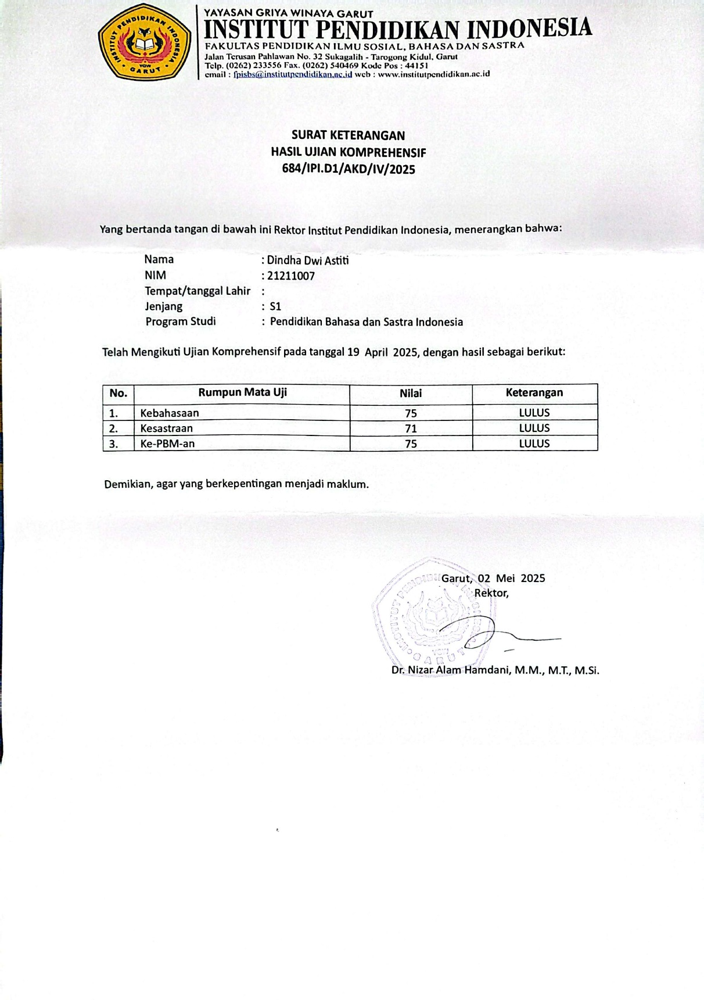 INSTITUT PENDIDIKAN INDONESIA
YGW
GARUT
YAYASAN GRIYA WINAYA GARUT
INSTITUT PENDIDIKAN INDONESIA
FAKULTAS PENDIDIKAN ILMU SOSIAL, BAHASA DAN SASTRA
Jalan Terusan Pahlawan No. 32 Sukagalih - Tarogong Kidul, Garut
Telp. (0262) 233556 Fax. (0262) 540469 Kode Pos : 44151
email : fpisbs@institutpendidikan.ac.id web : www.institutpendidikan.ac.id
SURAT KETERANGAN
HASIL UJIAN KOMPREHENSIF
684/IPI.D1/AKD/IV/2025
Yang bertanda tangan di bawah ini Rektor Institut Pendidikan Indonesia, menerangkan bahwa:
Nama : Dindha Dwi Astiti
NIM : 21211007
Tempat/tanggal Lahir :
Jenjang : S1
Program Studi : Pendidikan Bahasa dan Sastra Indonesia
Telah Mengikuti Ujian Komprehensif pada tanggal 19 April 2025, dengan hasil sebagai berikut:
No. Rumpun Mata Uji Nilai Keterangan
1. Kebahasaan 75 LULUS
2. Kesastraan 71 LULUS
3. Ke-PBM-an 75 LULUS
Demikian, agar yang berkepentingan menjadi maklum.
Garut, 02 Mei 2025
Rektor,
INSTITUT PENDIDIKAN INDONESIA
YGW
GARUT
Dr. Nizar Alam Hamdani, M.M., M.T., M.Si.